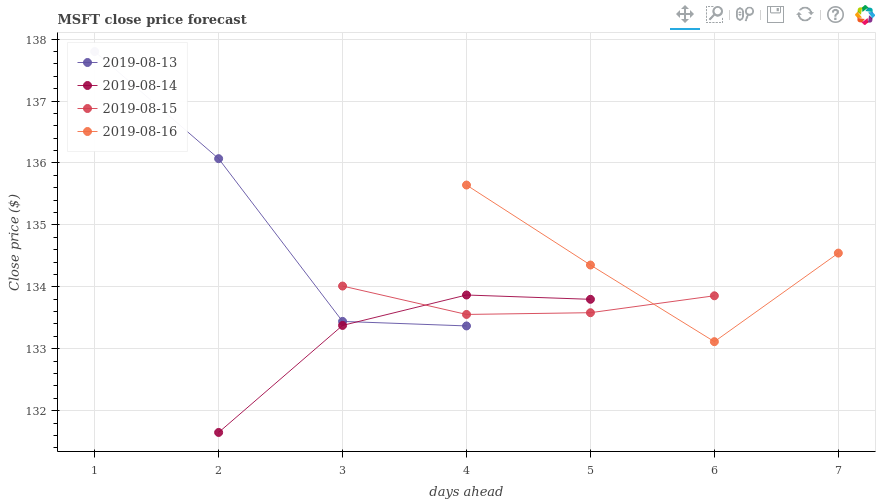 MSFT close price forecast
138
137
136
135
134
133
132
Close price ($)
2019-08-13
2019-08-14
2019-08-15
2019-08-16
1 2 3 4 5 6 7
days ahead